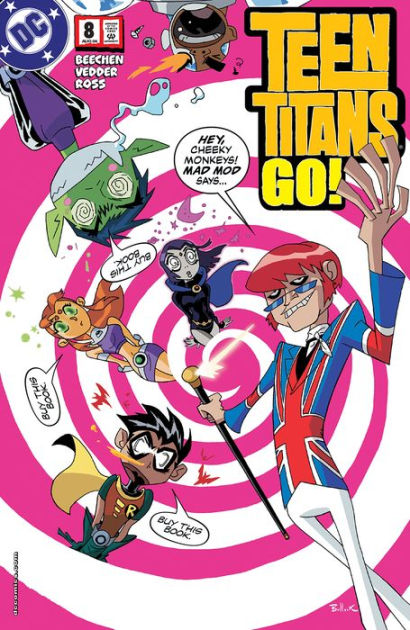 DC
8
BEECHEN
VEDDER
ROSS
TEEN
TITANS
GO!
HEY,
CHEEKY
MONKEYS!
MAD MOD
SAYS...
BUY THIS
BOOK.
BUY THIS
BOOK.
BUY THIS
BOOK.
R
dccomics.com